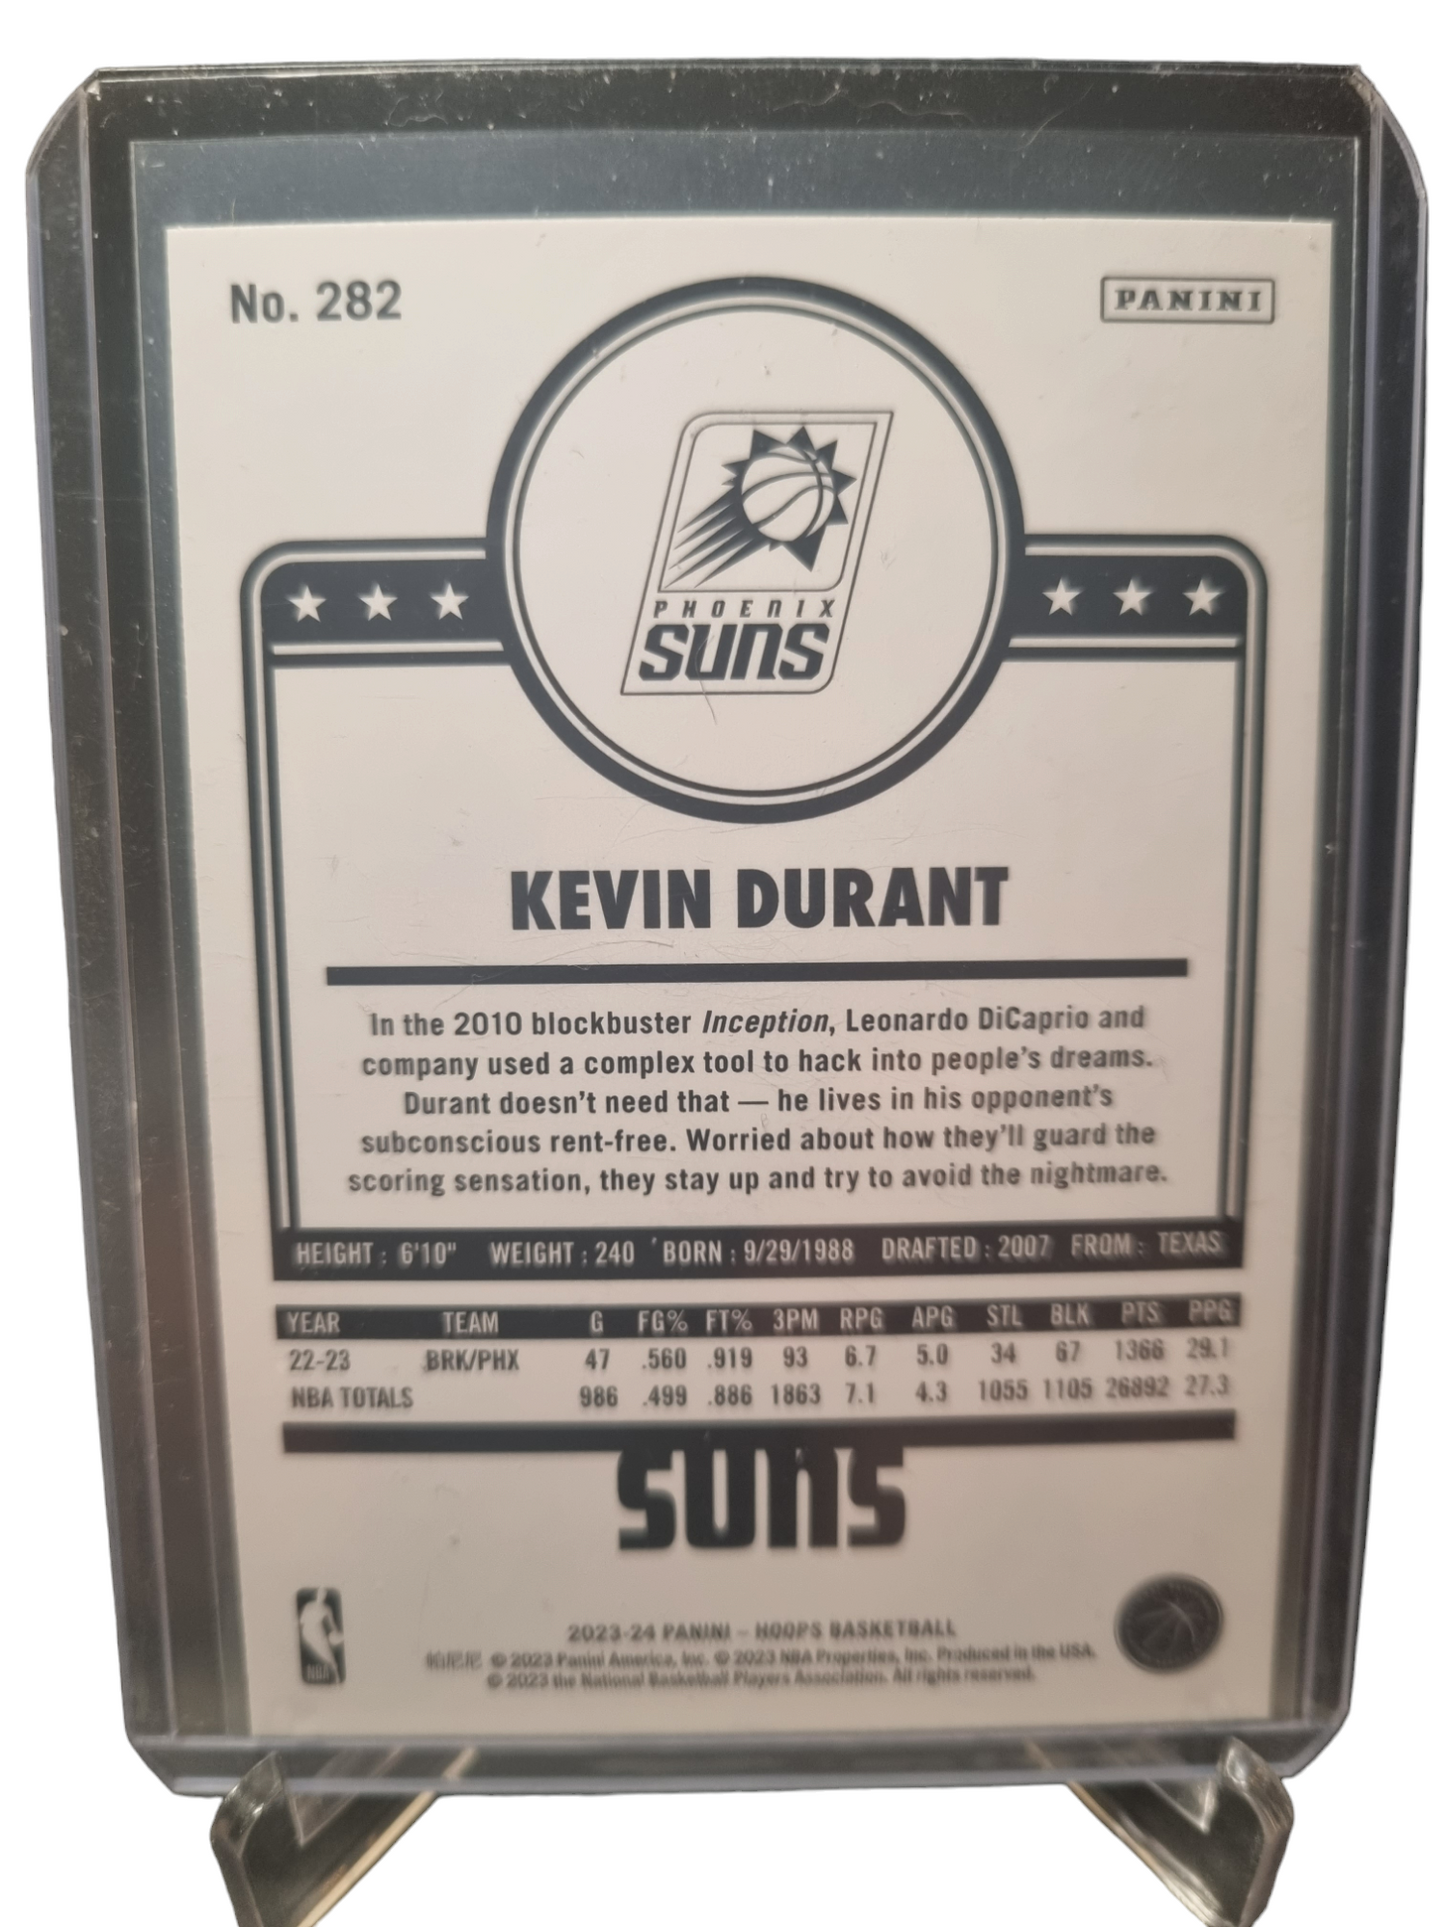 No. 282
PANINI
PHOENIX
SUNS
KEVIN DURANT
In the 2010 blockbuster Inception, Leonardo DiCaprio and
company used a complex tool to hack into people's dreams.
Durant doesn't need that — he lives in his opponent's
subconscious rent-free. Worried about how they'll guard the
scoring sensation, they stay up and try to avoid the nightmare.
HEIGHT : 6'10" WEIGHT : 240 BORN : 9/29/1988 DRAFTED : 2007 FROM : TEXAS
YEAR TEAM G FG% FT% 3PM RPG APG STL BLK PTS PPG
22-23 BRK/PHX 47 .560 .919 93 6.7 5.0 34 67 1366 29.1
NBA TOTALS 986 .499 .886 1863 7.1 4.3 1055 1105 26892 27.3
SUNS
NBA
2023-24 PANINI – HOOPS BASKETBALL
© 2023 Panini America, Inc. © 2023 NBA Properties, Inc. Produced in the USA.
© 2023 the National Basketball Players Association. All rights reserved.